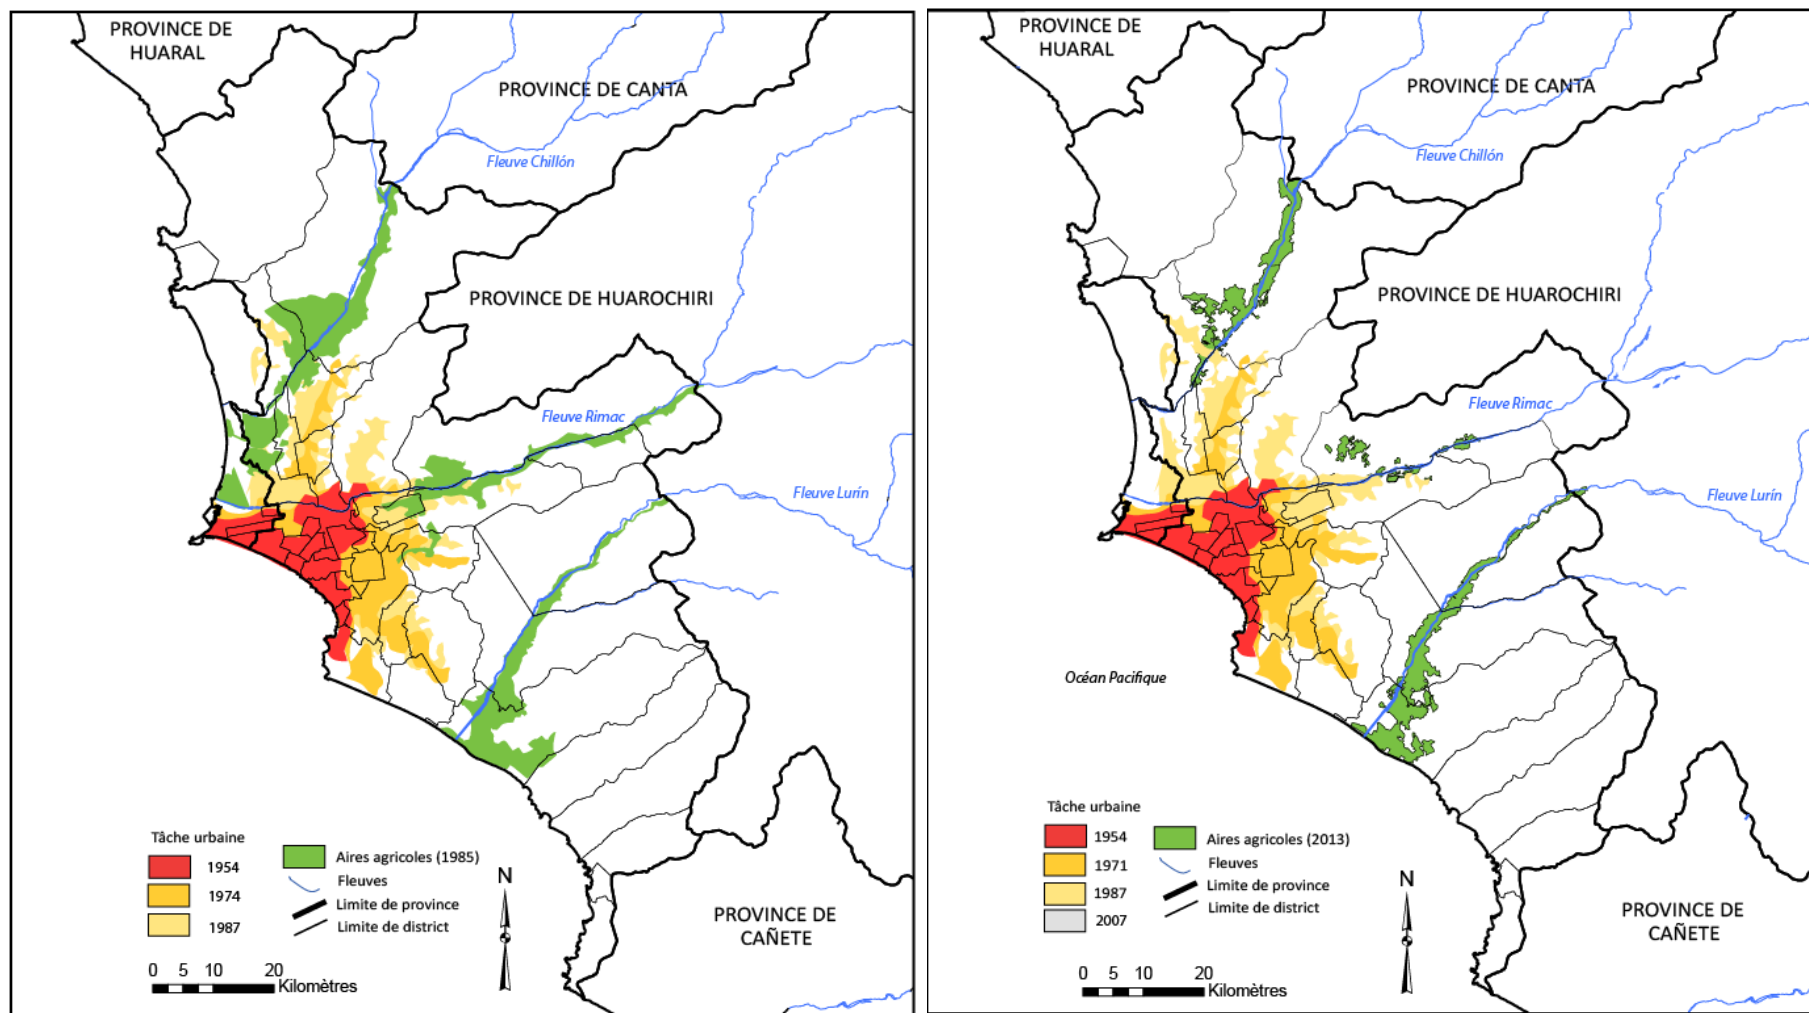 PROVINCE DE
HUARAL
PROVINCE DE CANTA
Fleuve Chillón
PROVINCE DE HUAROCHIRI
Fleuve Rimac
Fleuve Lurín
Tâche urbaine
1954
1974
1987
Aires agricoles (1985)
Fleuves
Limite de province
Limite de district
N
0 5 10 20
Kilomètres
PROVINCE DE
CAÑETE
PROVINCE DE
HUARAL
PROVINCE DE CANTA
Fleuve Chillón
PROVINCE DE HUAROCHIRI
Fleuve Rimac
Fleuve Lurín
Océan Pacifique
Tâche urbaine
1954
1971
1987
2007
Aires agricoles (2013)
Fleuves
Limite de province
Limite de district
N
0 5 10 20
Kilomètres
PROVINCE DE
CAÑETE